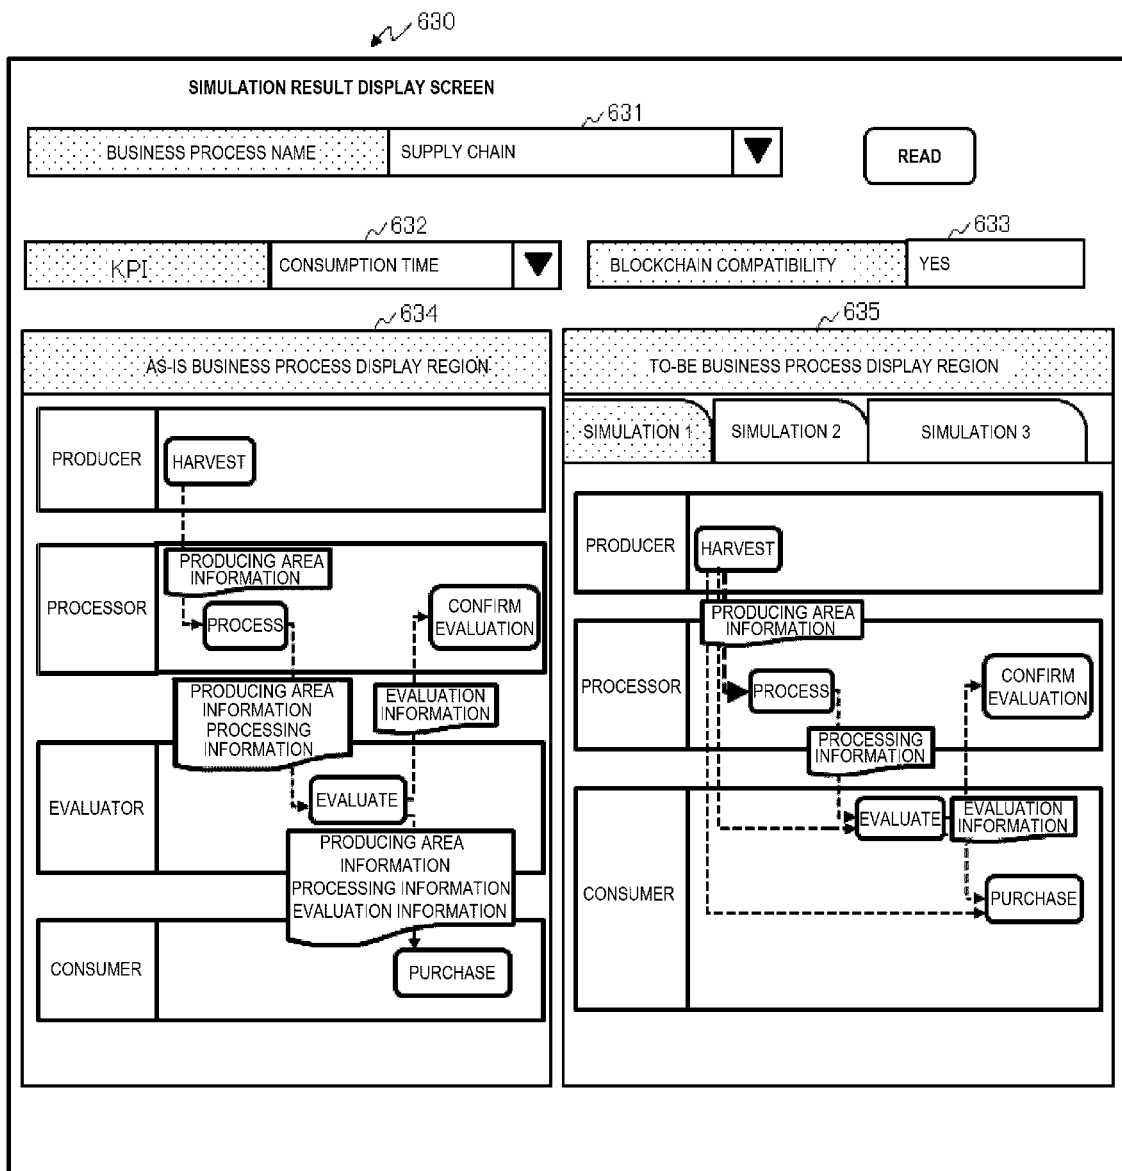 630
SIMULATION RESULT DISPLAY SCREEN
631
BUSINESS PROCESS NAME
SUPPLY CHAIN
READ
632
KPI
CONSUMPTION TIME
633
BLOCKCHAIN COMPATIBILITY
YES
634
AS-IS BUSINESS PROCESS DISPLAY REGION
PRODUCER
HARVEST
PROCESSOR
PRODUCING AREA
INFORMATION
PROCESS
CONFIRM
EVALUATION
PRODUCING AREA
INFORMATION
PROCESSING
INFORMATION
EVALUATION
INFORMATION
EVALUATOR
EVALUATE
PRODUCING AREA
INFORMATION
PROCESSING INFORMATION
EVALUATION INFORMATION
CONSUMER
PURCHASE
635
TO-BE BUSINESS PROCESS DISPLAY REGION
SIMULATION 1
SIMULATION 2
SIMULATION 3
PRODUCER
HARVEST
PRODUCING AREA
INFORMATION
PROCESSOR
PROCESS
CONFIRM
EVALUATION
PROCESSING
INFORMATION
EVALUATE
EVALUATION
INFORMATION
CONSUMER
PURCHASE